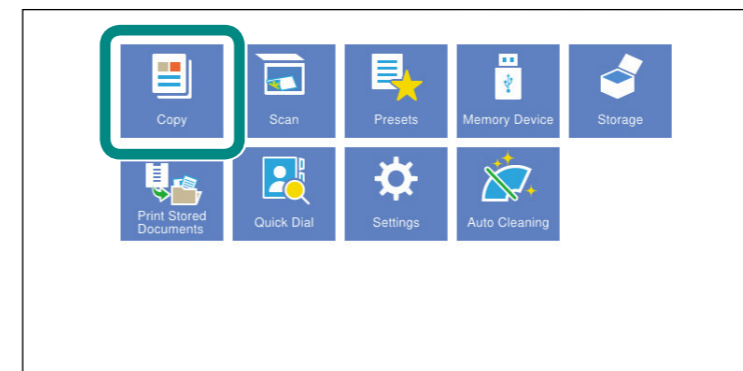 Copy
Scan
Presets
Memory Device
Storage
Print Stored
Documents
Quick Dial
Settings
Auto Cleaning